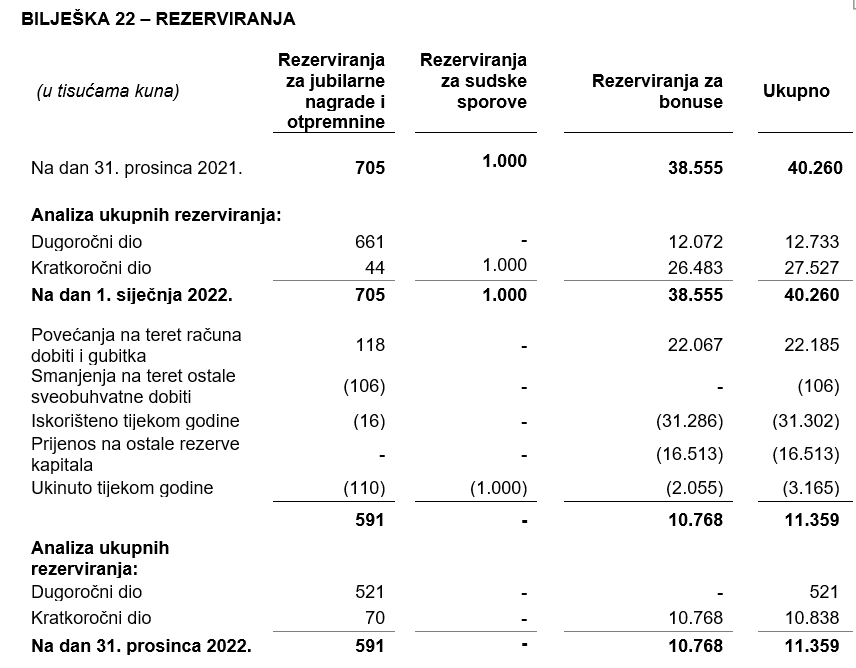 BILJEŠKA 22 – REZERVIRANJA
(u tisućama kuna) Rezerviranja za jubilarne nagrade i otpremnine Rezerviranja za sudske sporove Rezerviranja za bonuse Ukupno
Na dan 31. prosinca 2021. 705 1.000 38.555 40.260
Analiza ukupnih rezerviranja:
Dugoročni dio 661 - 12.072 12.733
Kratkoročni dio 44 1.000 26.483 27.527
Na dan 1. siječnja 2022. 705 1.000 38.555 40.260
Povećanja na teret računa
dobiti i gubitka 118 - 22.067 22.185
Smanjenja na teret ostale
sveobuhvatne dobiti (106) - - (106)
Iskorišteno tijekom godine (16) - (31.286) (31.302)
Prijenos na ostale rezerve
kapitala - - (16.513) (16.513)
Ukinuto tijekom godine (110) (1.000) (2.055) (3.165)
591 - 10.768 11.359
Analiza ukupnih
rezerviranja:
Dugoročni dio 521 - - 521
Kratkoročni dio 70 - 10.768 10.838
Na dan 31. prosinca 2022. 591 - 10.768 11.359